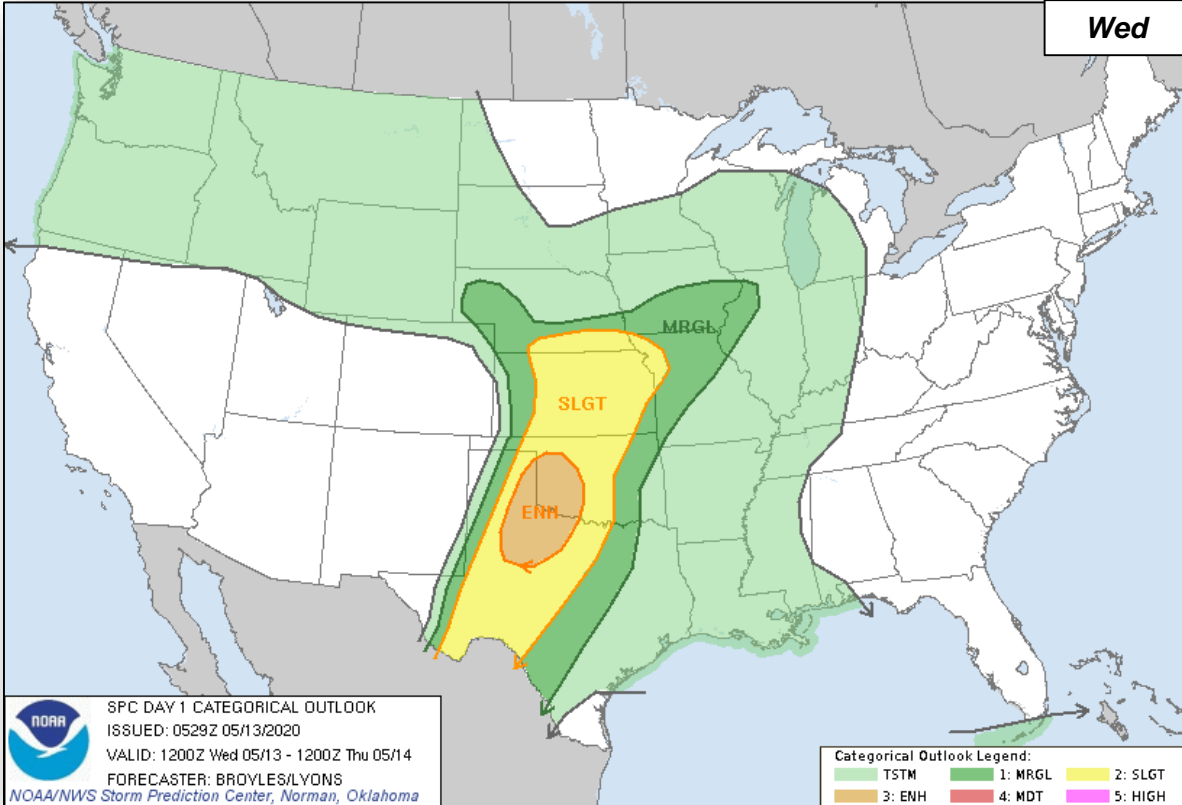 Wed
MRGL
SLGT
ENH
NOAA
SPC DAY 1 CATEGORICAL OUTLOOK
ISSUED: 0529Z 05/13/2020
VALID: 1200Z Wed 05/13 - 1200Z Thu 05/14
FORECASTER: BROYLES/LYONS
NOAA/NWS Storm Prediction Center, Norman, Oklahoma
Categorical Outlook Legend:
TSTM 1: MRGL 2: SLGT
3: ENH 4: MDT 5: HIGH